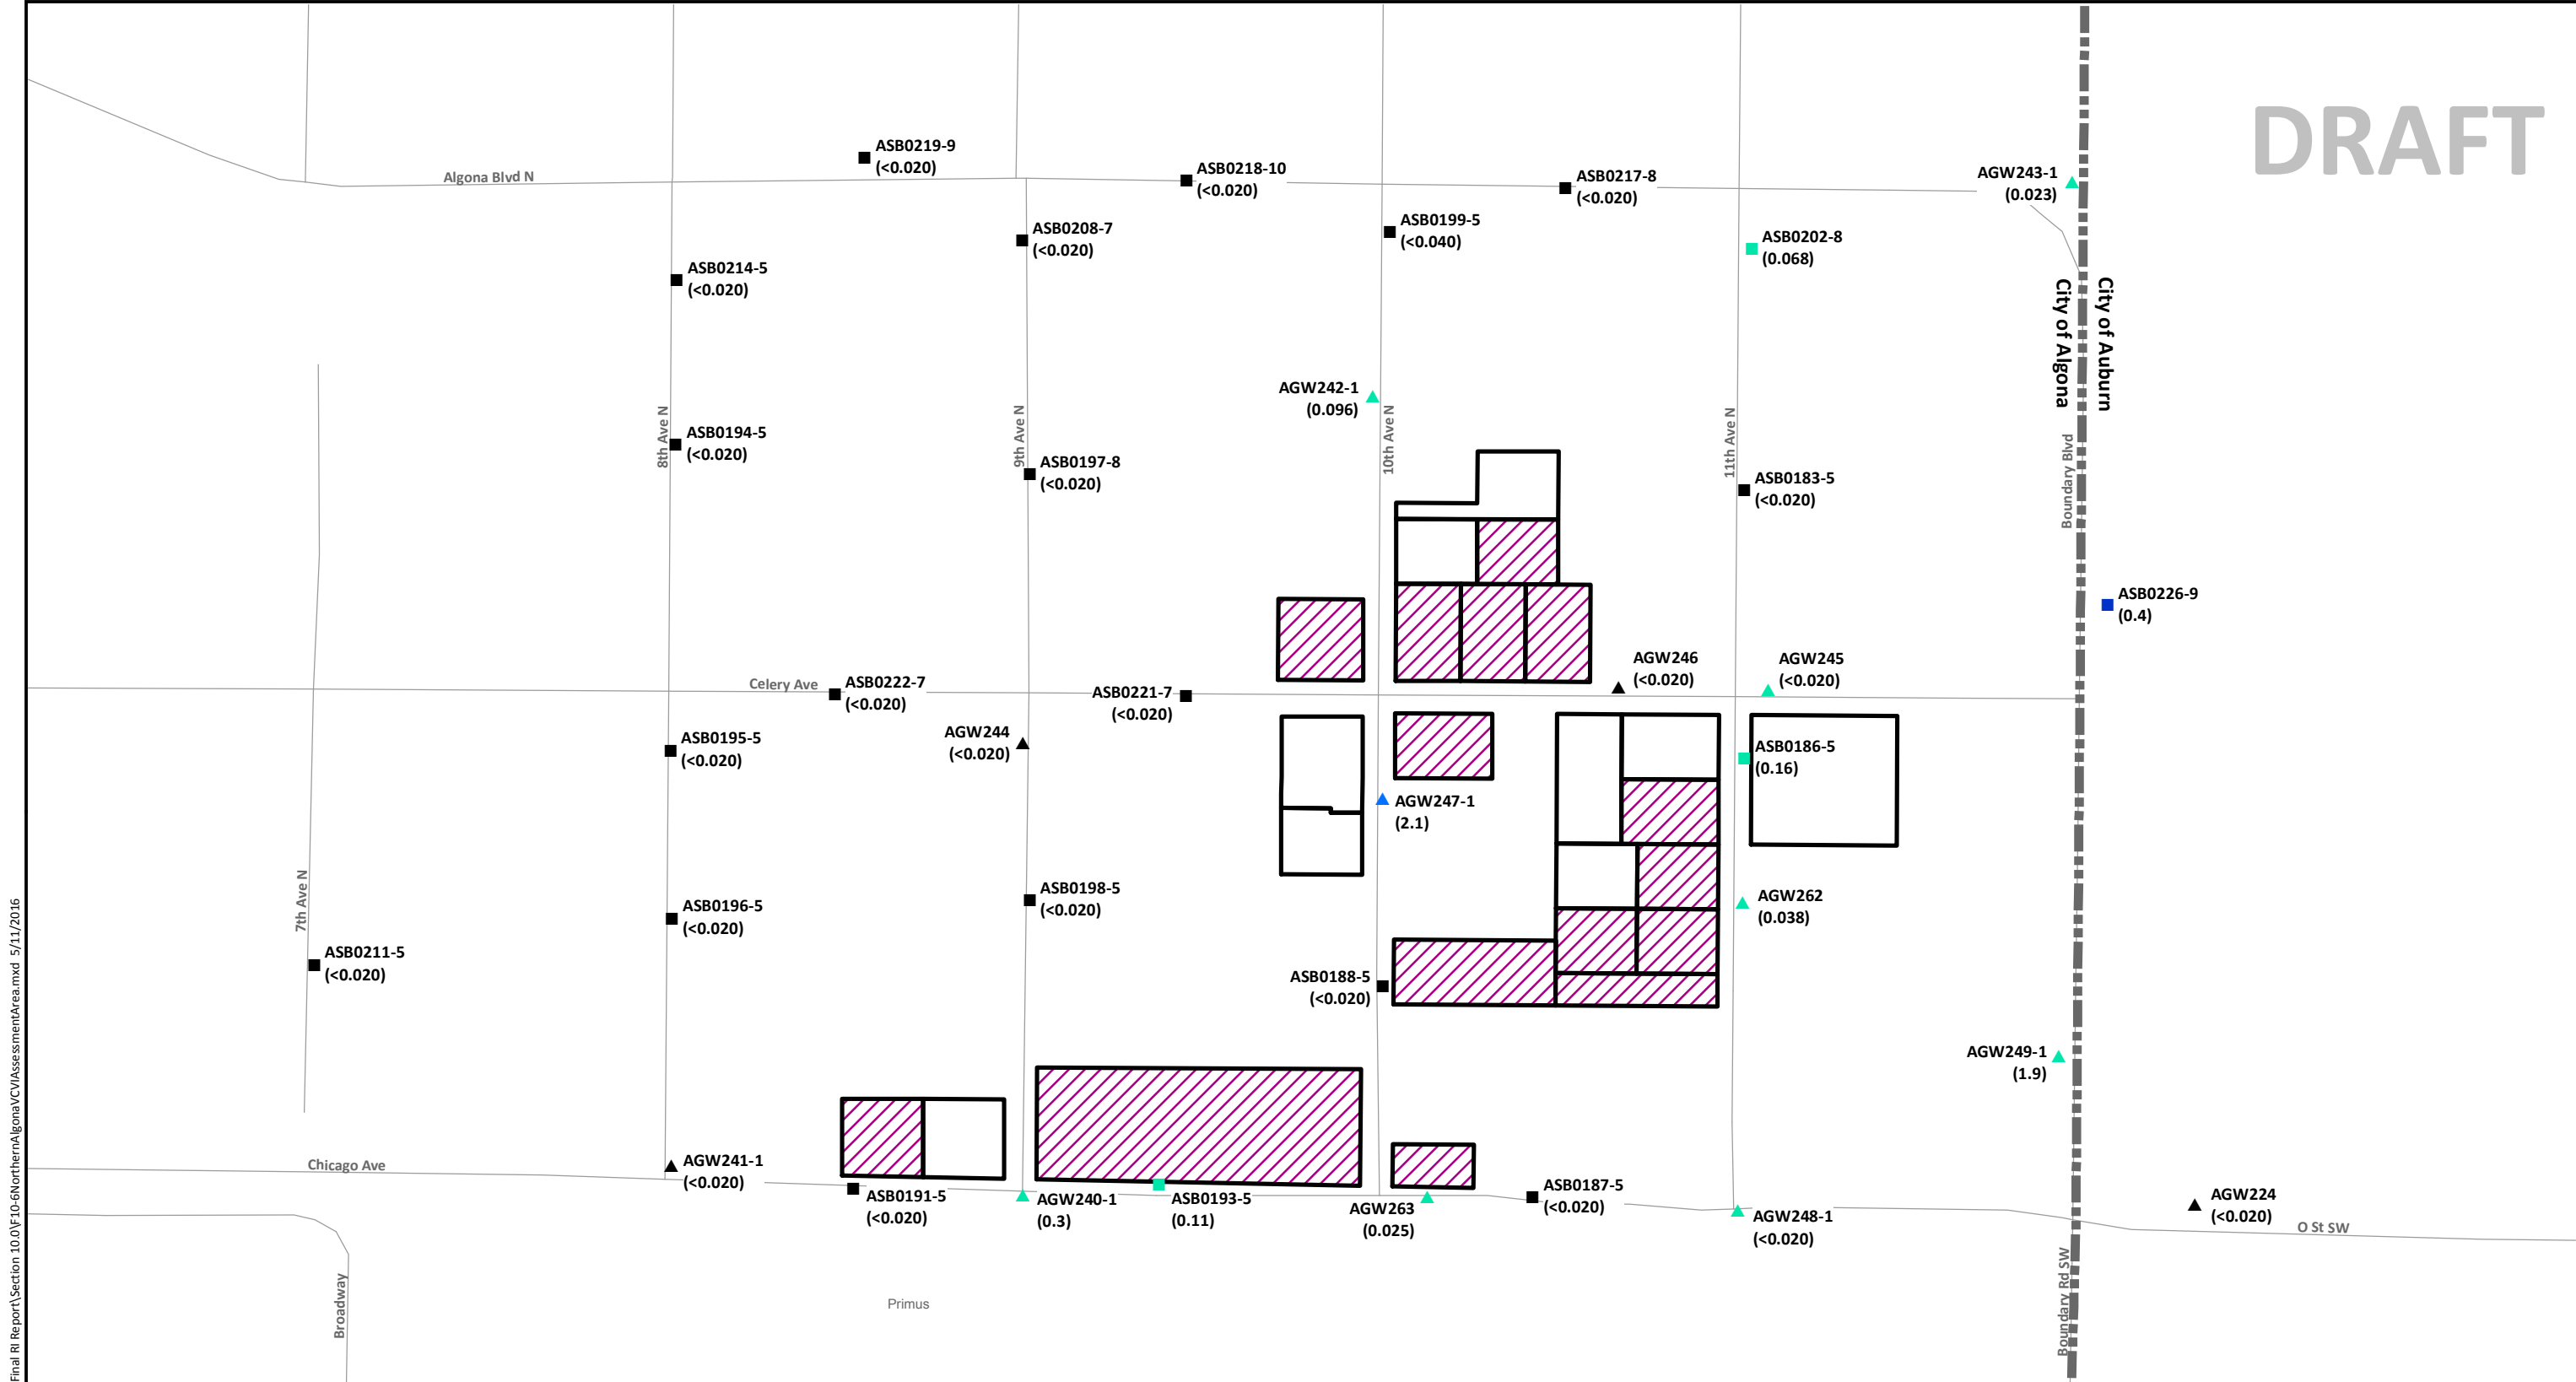 DRAFT
ASB0219-9
(<0.020)
ASB0218-10
(<0.020)
ASB0217-8
(<0.020)
AGW243-1
(0.023)
Algona Blvd N
ASB0208-7
(<0.020)
ASB0199-5
(<0.040)
ASB0202-8
(0.068)
ASB0214-5
(<0.020)
City of Algona
City of Auburn
AGW242-1
(0.096)
8th Ave N
ASB0194-5
(<0.020)
9th Ave N
ASB0197-8
(<0.020)
10th Ave N
11th Ave N
ASB0183-5
(<0.020)
Boundary Blvd
ASB0226-9
(0.4)
AGW246
(<0.020)
AGW245
(<0.020)
Celery Ave
ASB0222-7
(<0.020)
ASB0221-7
(<0.020)
AGW244
(<0.020)
ASB0195-5
(<0.020)
ASB0186-5
(0.16)
AGW247-1
(2.1)
7th Ave N
ASB0196-5
(<0.020)
ASB0198-5
(<0.020)
AGW262
(0.038)
ASB0211-5
(<0.020)
ASB0188-5
(<0.020)
AGW249-1
(1.9)
Chicago Ave
AGW241-1
(<0.020)
ASB0191-5
(<0.020)
AGW240-1
(0.3)
ASB0193-5
(0.11)
AGW263
(0.025)
ASB0187-5
(<0.020)
AGW248-1
(<0.020)
AGW224
(<0.020)
O St SW
Broadway
Primus
Boundary Rd SW
Final RI Report\Section 10.0\F10-6NorthernAlgonaVCVIAssessmentArea.mxd 5/11/2016